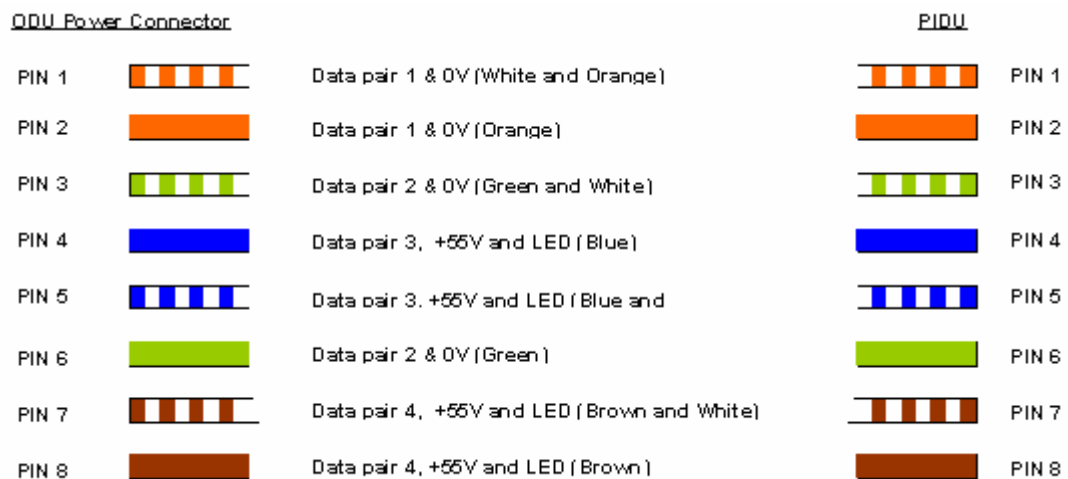 ODU Power Connector PIDU
PIN 1 Data pair 1 & 0V (White and Orange) PIN 1
PIN 2 Data pair 1 & 0V (Orange) PIN 2
PIN 3 Data pair 2 & 0V (Green and White) PIN 3
PIN 4 Data pair 3, +55V and LED (Blue) PIN 4
PIN 5 Data pair 3. +55V and LED (Blue and PIN 5
PIN 6 Data pair 2 & 0V (Green) PIN 6
PIN 7 Data pair 4, +55V and LED (Brown and White) PIN 7
PIN 8 Data pair 4, +55V and LED (Brown) PIN 8